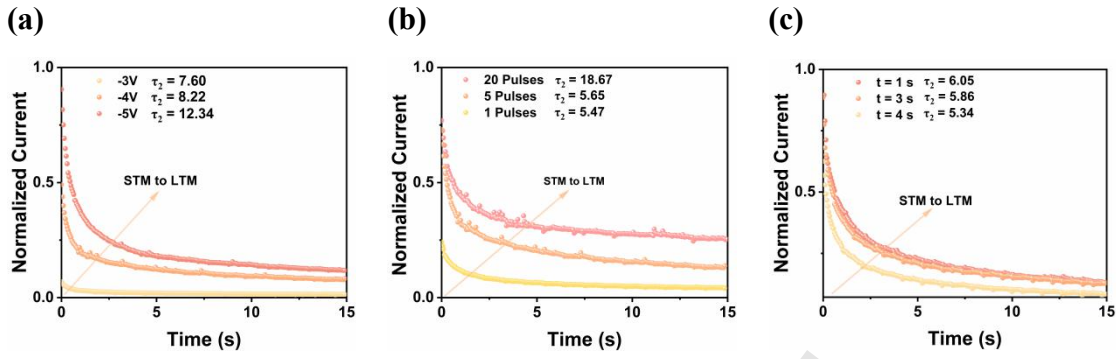 (a)
(b)
(c)
1.0
0.5
0.0
Normalized Current
-3V τ2 = 7.60
-4V τ2 = 8.22
-5V τ2 = 12.34
STM to LTM
0 5 10 15
Time (s)
1.0
0.5
0.0
Normalized Current
20 Pulses τ2 = 18.67
5 Pulses τ2 = 5.65
1 Pulses τ2 = 5.47
STM to LTM
0 5 10 15
Time (s)
1.0
0.5
Normalized Current
t = 1 s τ2 = 6.05
t = 3 s τ2 = 5.86
t = 4 s τ2 = 5.34
STM to LTM
0 5 10 15
Time (s)